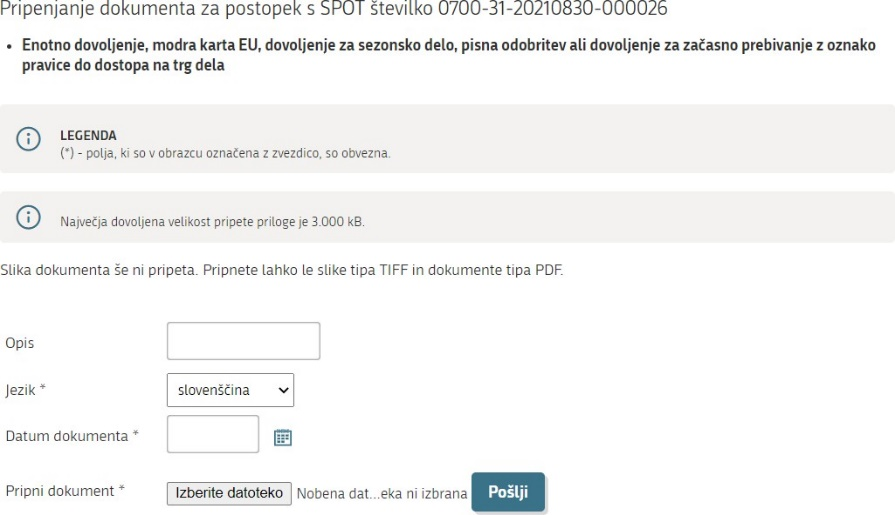 Pripenjanje dokumenta za postopek s SPOT številko 0700-31-20210830-000026
• Enotno dovoljenje, modra karta EU, dovoljenje za sezonsko delo, pisna odobritev ali dovoljenje za začasno prebivanje z oznako
pravice do dostopa na trg dela
LEGENDA
(*) - polja, ki so v obrazcu označena z zvezdico, so obvezna.
Največja dovoljena velikost pripete priloge je 3.000 kB.
Slika dokumenta še ni pripeta. Pripnete lahko le slike tipa TIFF in dokumente tipa PDF.
Opis
Jezik * slovenščina
Datum dokumenta *
Pripni dokument * Izberite datoteko Nobena dat...eka ni izbrana Pošlji